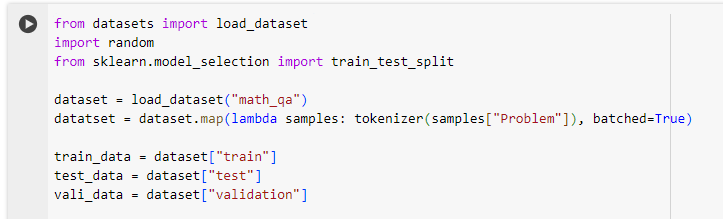 from datasets import load_dataset
import random
from sklearn.model_selection import train_test_split
dataset = load_dataset("math_qa")
datatset = dataset.map(lambda samples: tokenizer(samples["Problem"]), batched=True)
train_data = dataset["train"]
test_data = dataset["test"]
vali_data = dataset["validation"]